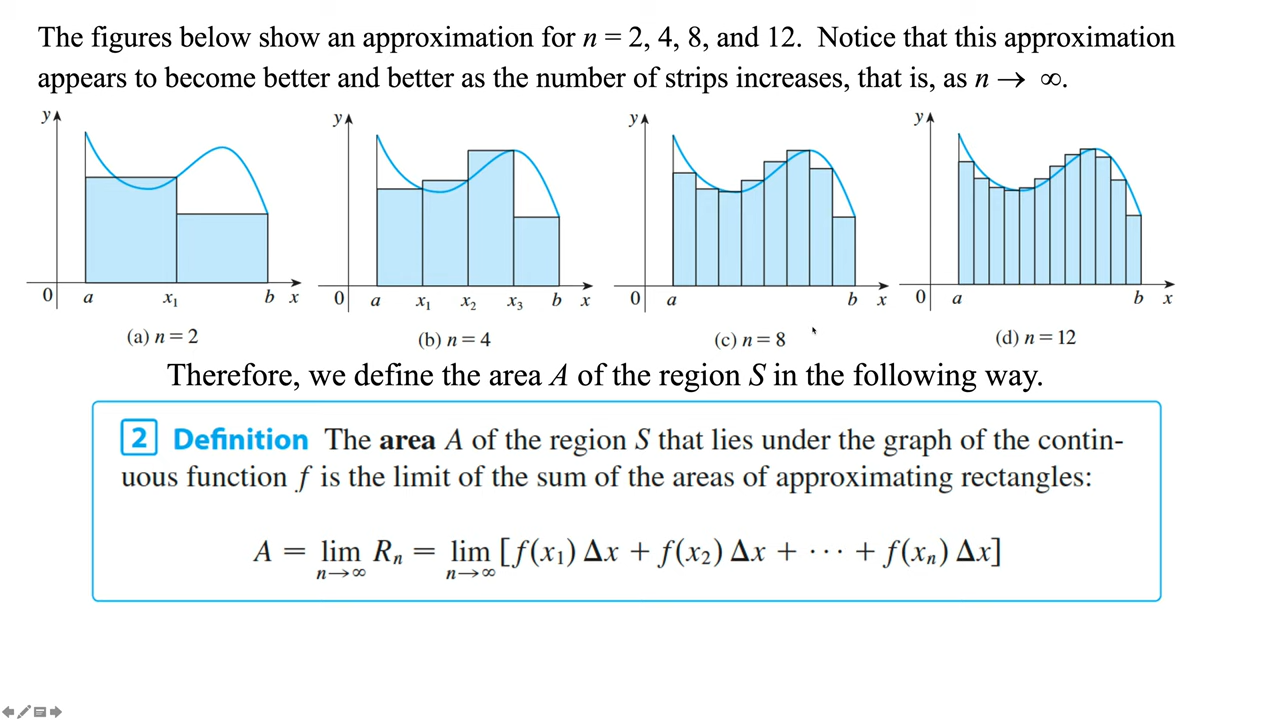 The figures below show an approximation for n = 2, 4, 8, and 12.  Notice that this approximation
appears to become better and better as the number of strips increases, that is, as n → ∞.
y
0 a x₁ b x
(a) n = 2
y
0 a x₁ x₂ x₃ b x
(b) n = 4
y
0 a b x
(c) n = 8
y
0 a b x
(d) n = 12
Therefore, we define the area A of the region S in the following way.
2 Definition The area A of the region S that lies under the graph of the contin-
uous function f is the limit of the sum of the areas of approximating rectangles:
A = lim n→∞ Rₙ = lim n→∞ [f(x₁) Δx + f(x₂) Δx + ··· + f(xₙ) Δx]